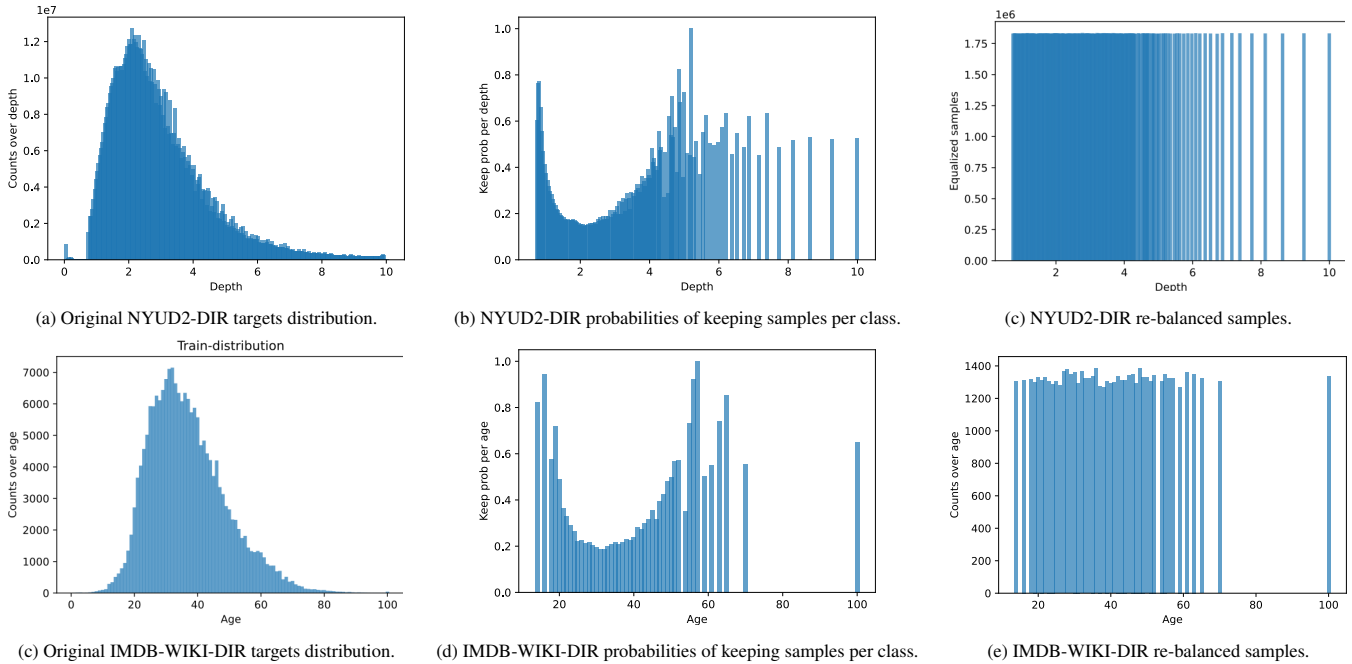 1e7
1.2
1.0
0.8
0.6
0.4
0.2
0.0
Counts over depth
0 2 4 6 8 10
Depth
(a) Original NYUD2-DIR targets distribution.
1.0
0.8
0.6
0.4
0.2
0.0
Keep prob per depth
2 4 6 8 10
Depth
(b) NYUD2-DIR probabilities of keeping samples per class.
1e6
1.75
1.50
1.25
1.00
0.75
0.50
0.25
0.00
Equalized samples
2 4 6 8 10
Depth
(c) NYUD2-DIR re-balanced samples.
Train-distribution
7000
6000
5000
4000
3000
2000
1000
0
Counts over age
0 20 40 60 80 100
Age
(c) Original IMDB-WIKI-DIR targets distribution.
1.0
0.8
0.6
0.4
0.2
0.0
Keep prob per age
20 40 60 80 100
Age
(d) IMDB-WIKI-DIR probabilities of keeping samples per class.
1400
1200
1000
800
600
400
200
0
Counts over age
20 40 60 80 100
Age
(e) IMDB-WIKI-DIR re-balanced samples.